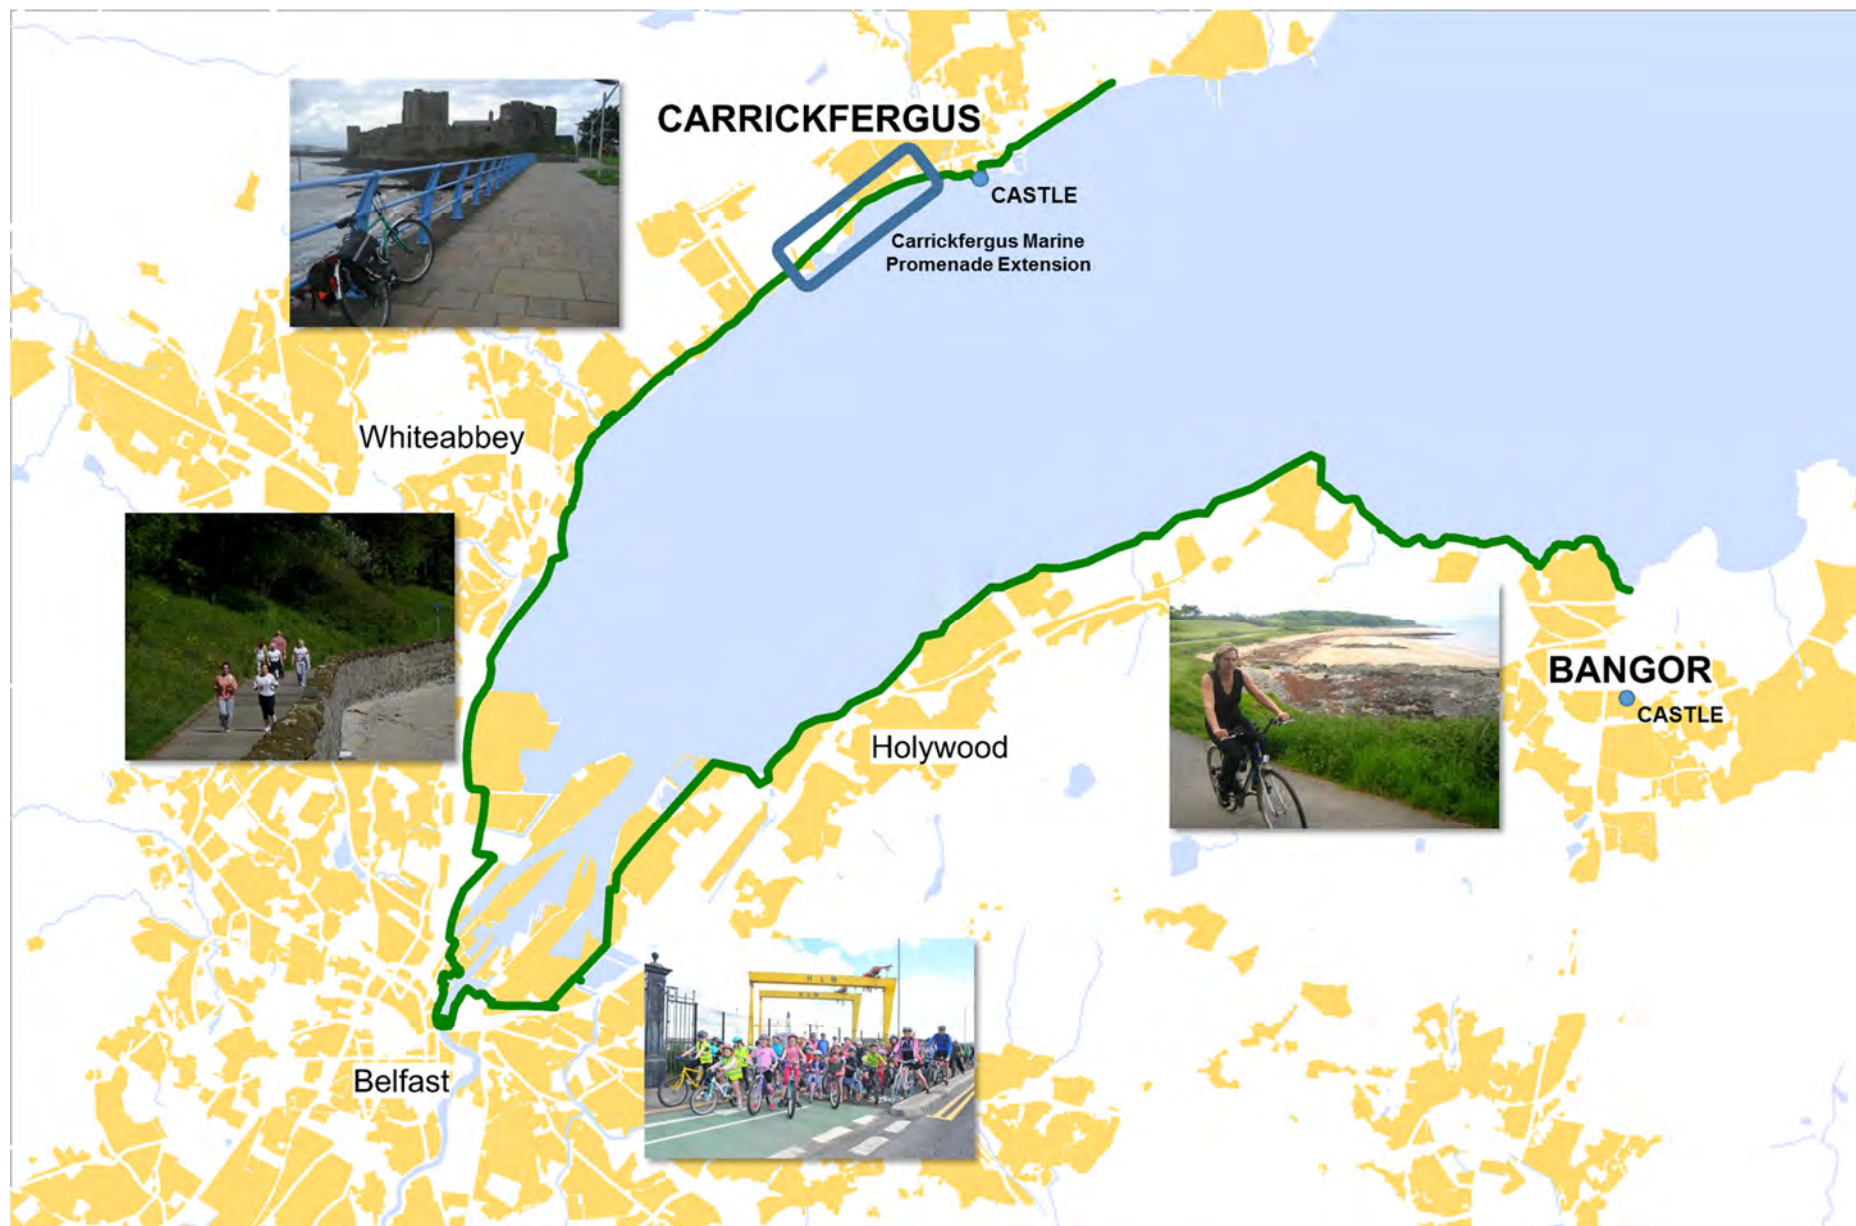 CARRICKFERGUS
CASTLE
Carrickfergus Marine
Promenade Extension
Whiteabbey
BANGOR
CASTLE
Holywood
H & W
H & W
Belfast